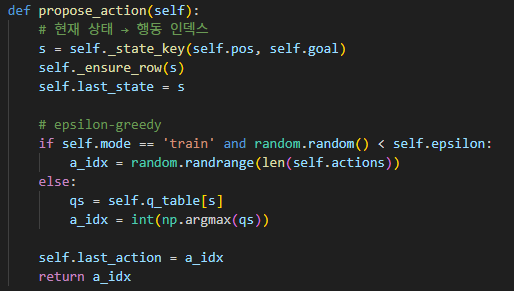 def propose_action(self):
    # 현재 상태 → 행동 인덱스
    s = self._state_key(self.pos, self.goal)
    self._ensure_row(s)
    self.last_state = s

    # epsilon-greedy
    if self.mode == 'train' and random.random() < self.epsilon:
        a_idx = random.randrange(len(self.actions))
    else:
        qs = self.q_table[s]
        a_idx = int(np.argmax(qs))

    self.last_action = a_idx
    return a_idx